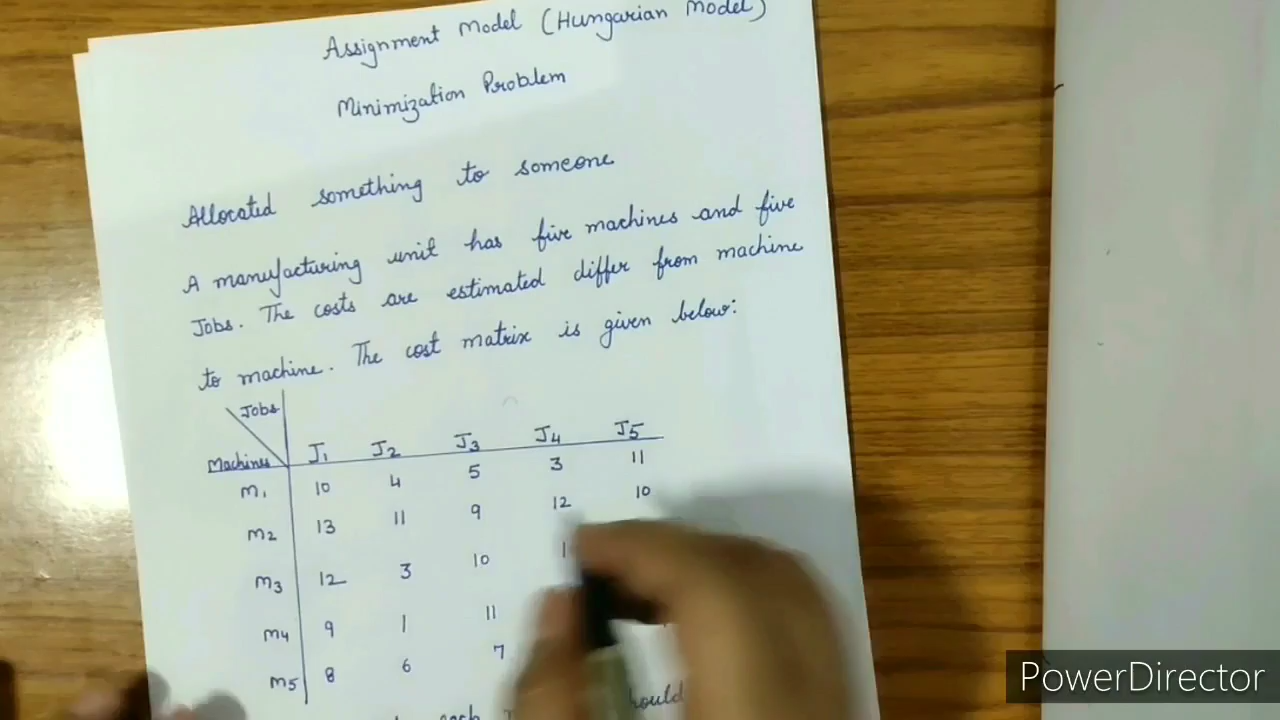 Assignment Model (Hungarian Model)
Minimization Problem
Allocated something to someone
A manufacturing unit has five machines and five
Jobs. The costs are estimated differ from machine
to machine. The cost matrix is given below:
Jobs
Machines J1 J2 J3 J4 J5
M1 10 4 5 3 11
M2 13 11 9 12 10
M3 12 3 10
M4 9 1 11
M5 8 6 7
each
PowerDirector